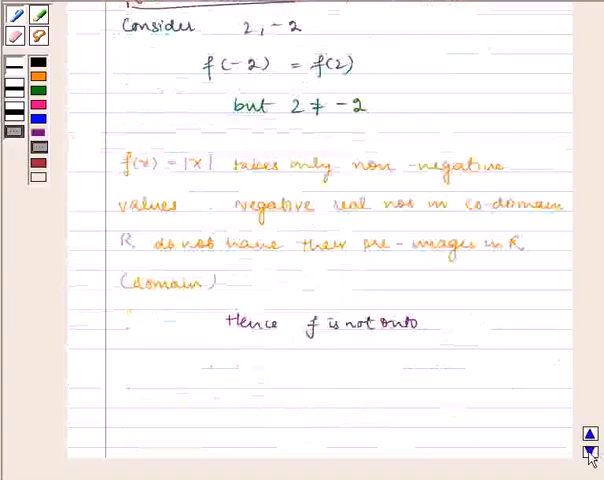 Consider 2, -2
f(-2) = f(2)
but 2 ≠ -2
f(x) = |x| takes only non-negative
values. Negative real nos in co-domain
R do not have their pre-images in R
(domain)
Hence f is not onto